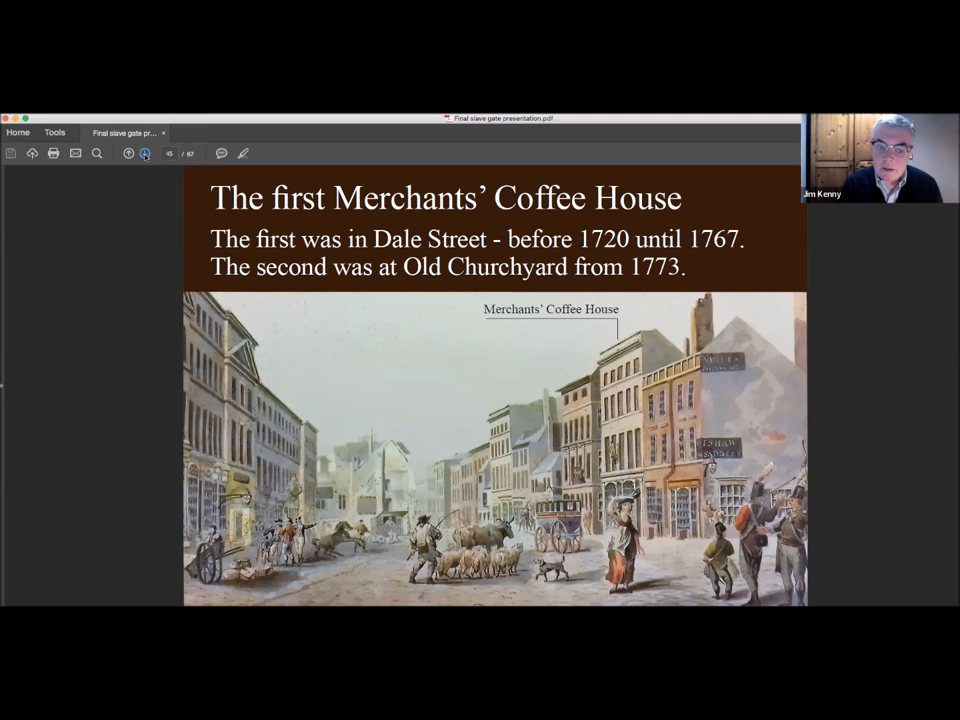 Final slave gate presentation.pdf
Home Tools Final slave gate pr... ×
45 / 67
Jim Kenny
The first Merchants’ Coffee House
The first was in Dale Street - before 1720 until 1767.
The second was at Old Churchyard from 1773.
Merchants’ Coffee House
SADDLER